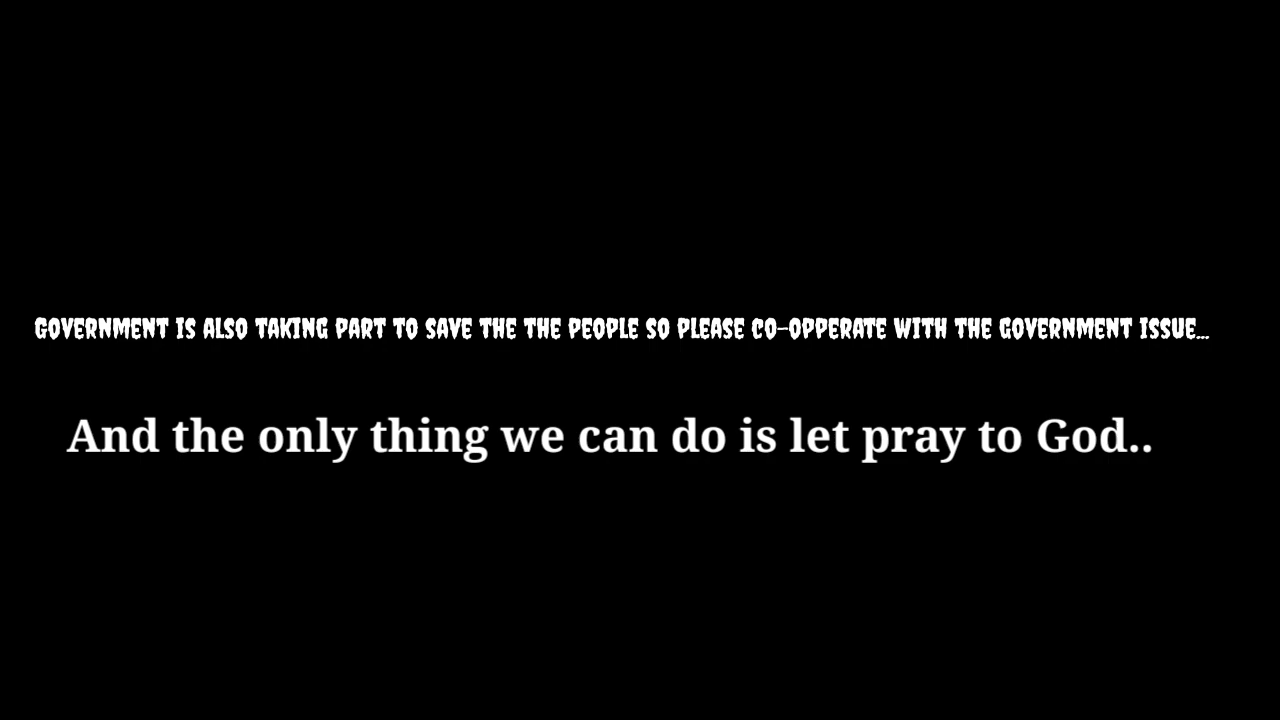 GOVERNMENT IS ALSO TAKING PART TO SAVE THE THE PEOPLE SO PLEASE CO-OPPERATE WITH THE GOVERNMENT ISSUE...
And the only thing we can do is let pray to God..